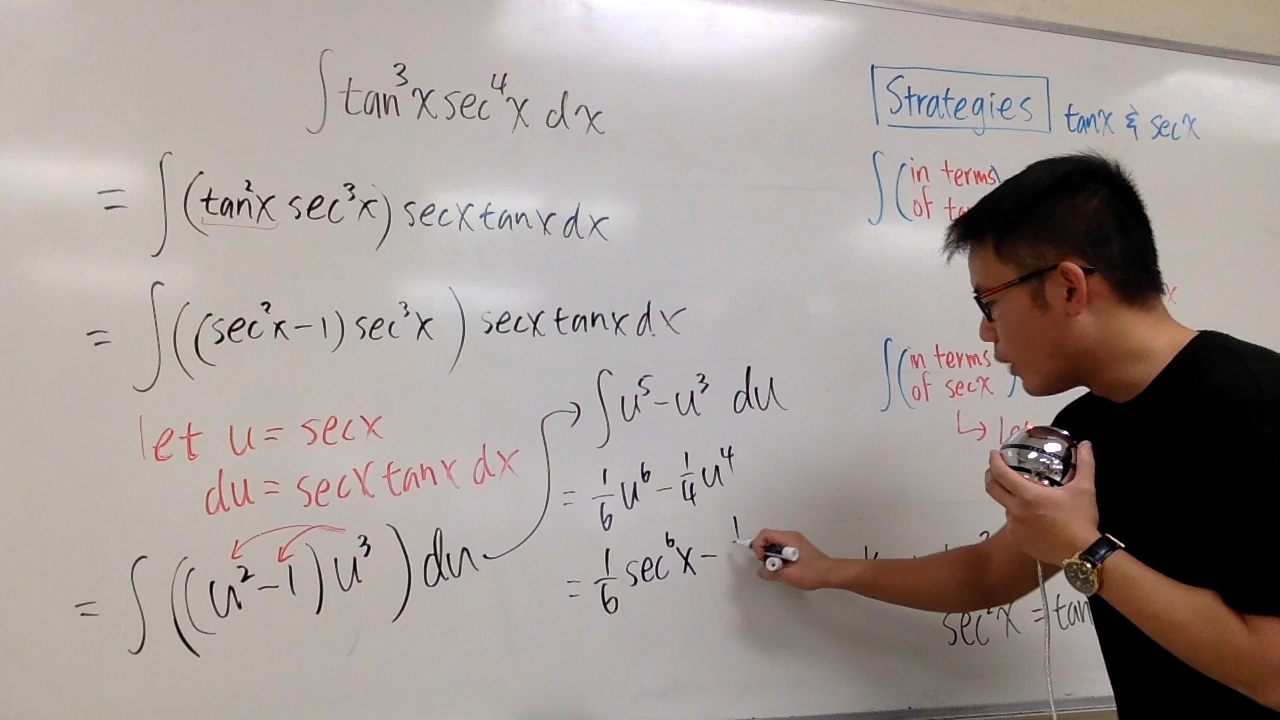 ∫ tan³x sec⁴x dx
= ∫ (tan²x sec³x) secx tanx dx
= ∫ ((sec²x-1) sec³x) secx tanx dx
let u = secx
du = secx tanx dx
= ∫ ((u²-1)u³) du
→ ∫ u⁵-u³ du
= 1/6 u⁶ - 1/4 u⁴
= 1/6 sec⁶x - 1
Strategies tanx & secx
∫ (in terms
of
∫ (in terms
of secx)
↳
sec²x = tan